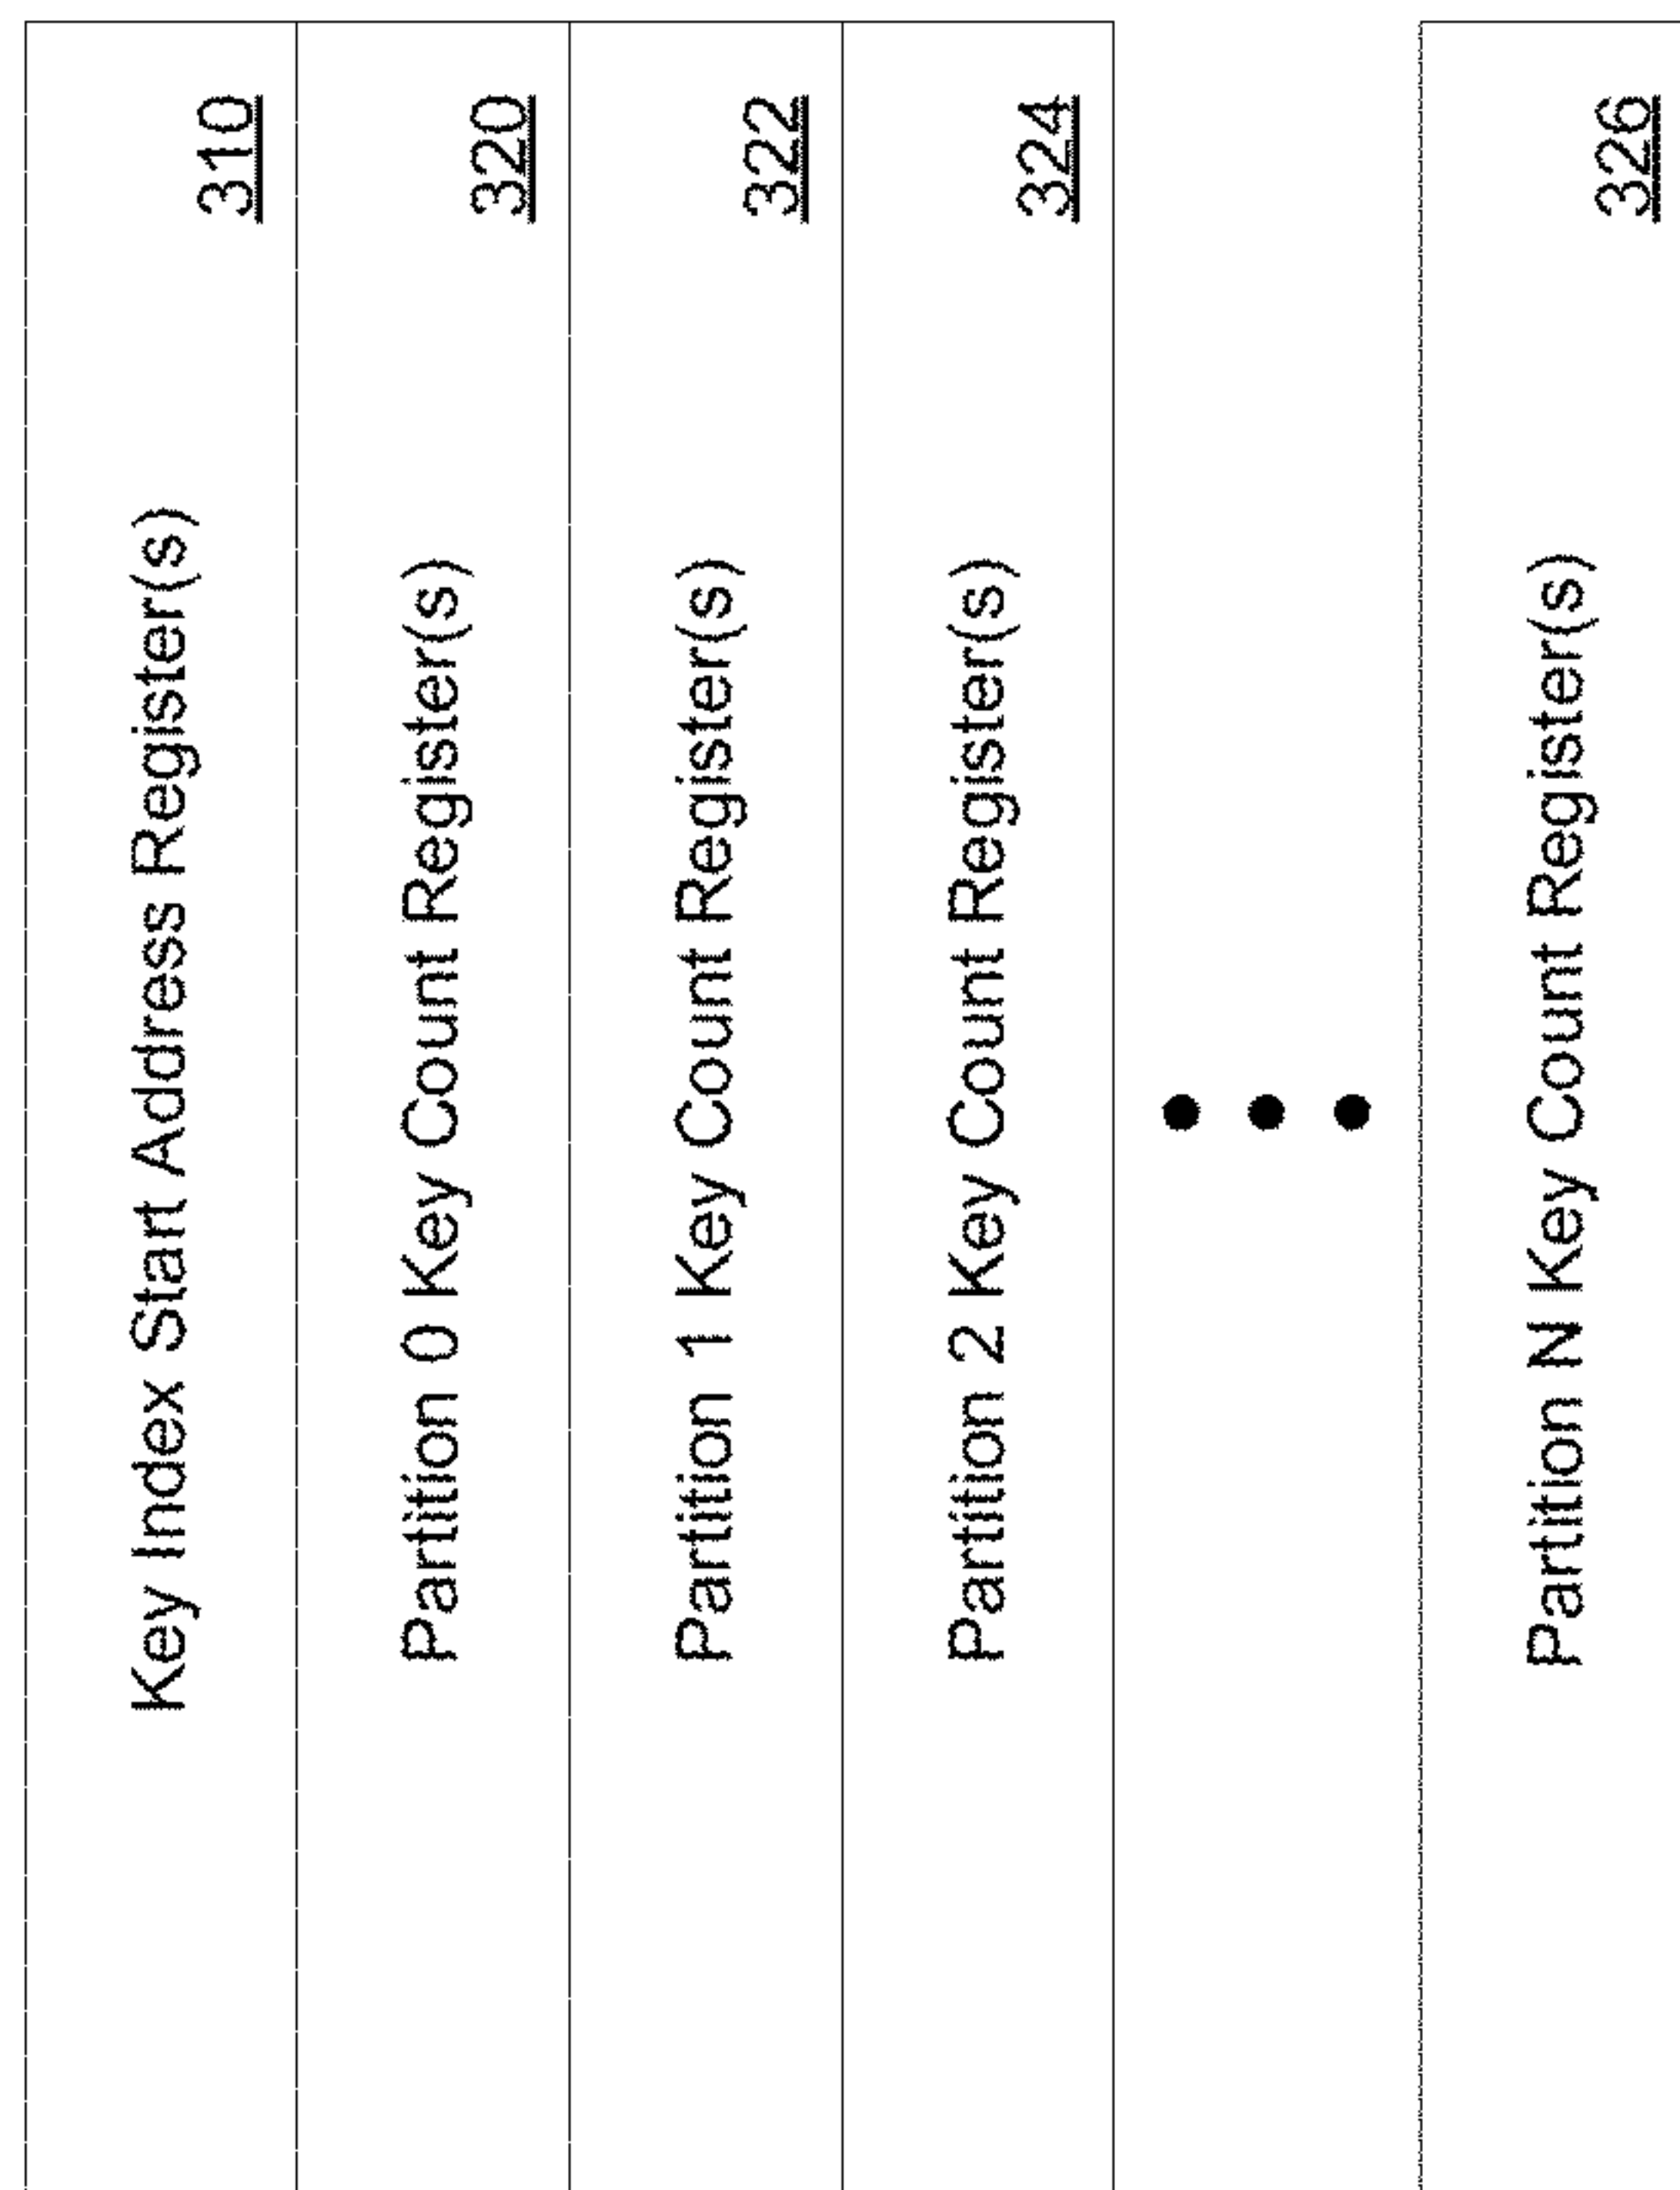 Key Index Start Address Register(s)
310
Partition 0 Key Count Register(s)
320
Partition 1 Key Count Register(s)
322
Partition 2 Key Count Register(s)
324
Partition N Key Count Register(s)
326